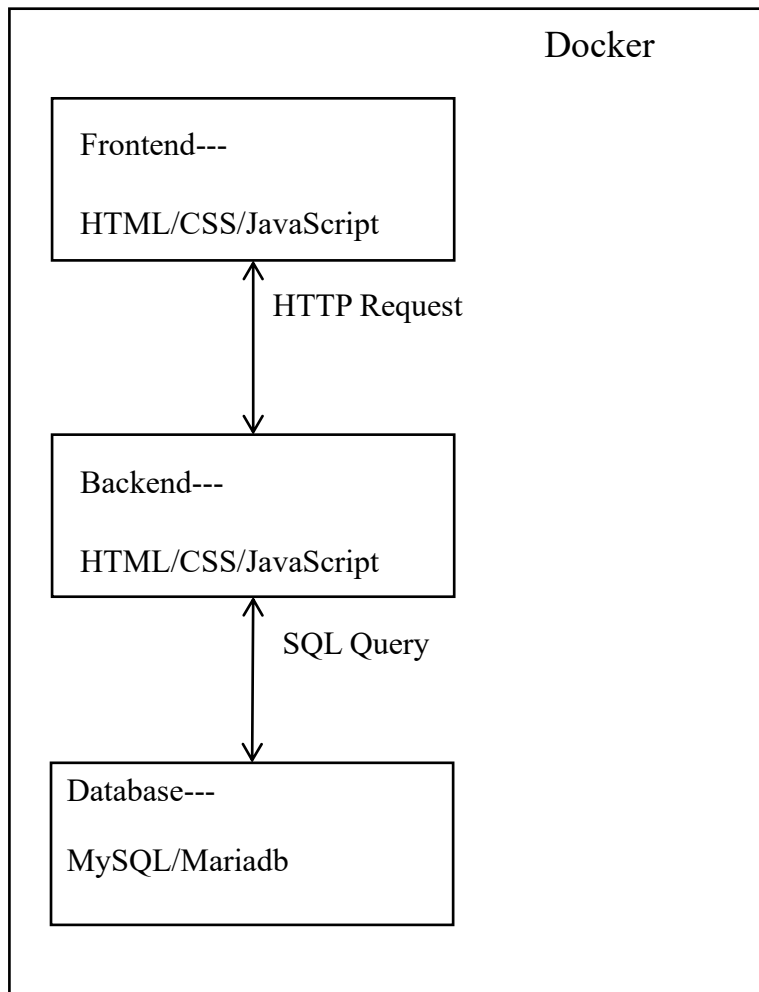 Docker
Frontend---
HTML/CSS/JavaScript
HTTP Request
Backend---
HTML/CSS/JavaScript
SQL Query
Database---
MySQL/Mariadb